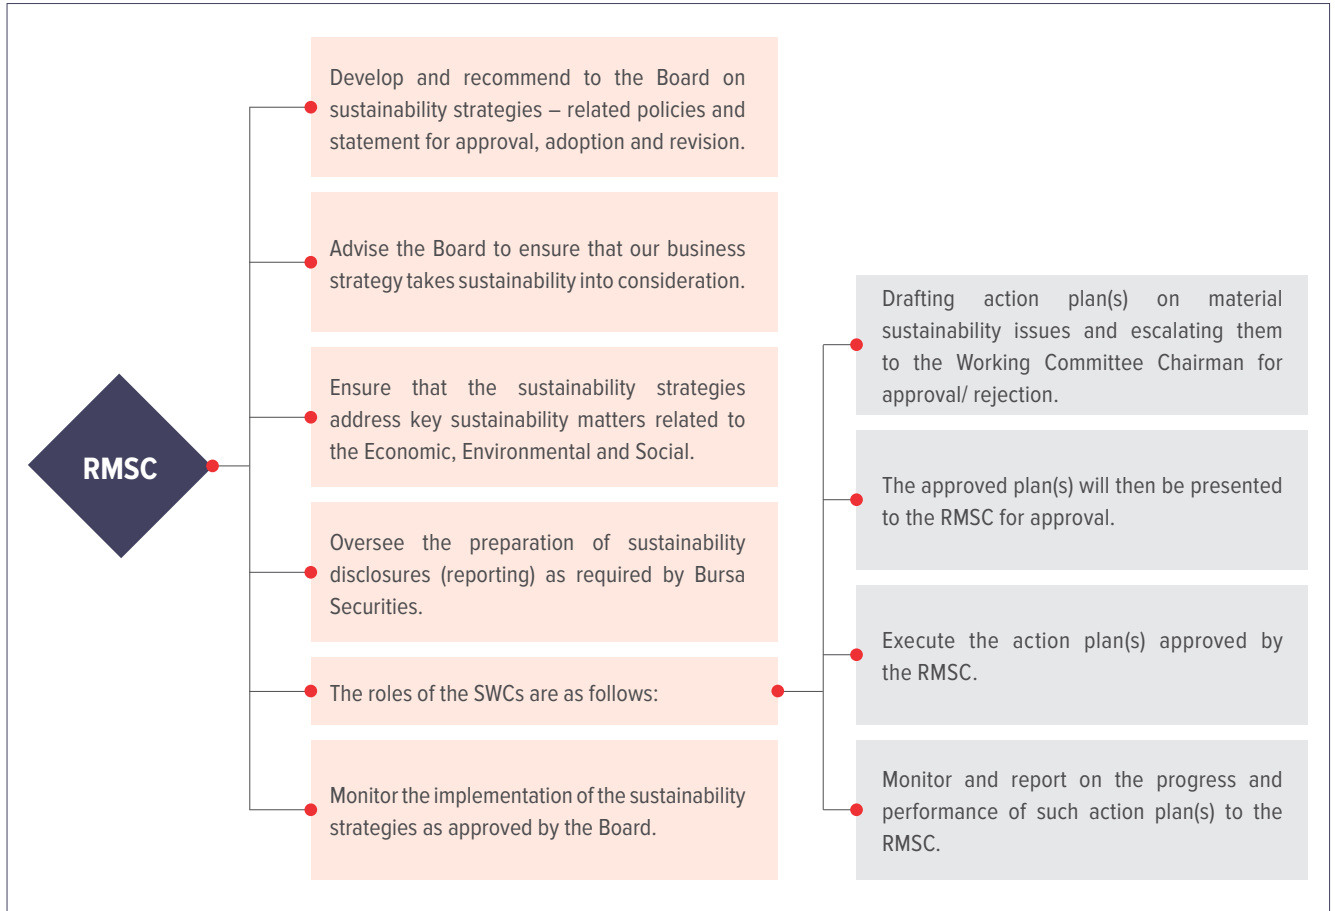 RMSC
Develop and recommend to the Board on
sustainability strategies – related policies and
statement for approval, adoption and revision.
Advise the Board to ensure that our business
strategy takes sustainability into consideration.
Ensure that the sustainability strategies
address key sustainability matters related to
the Economic, Environmental and Social.
Oversee the preparation of sustainability
disclosures (reporting) as required by Bursa
Securities.
The roles of the SWCs are as follows:
Monitor the implementation of the sustainability
strategies as approved by the Board.
Drafting action plan(s) on material
sustainability issues and escalating them
to the Working Committee Chairman for
approval/ rejection.
The approved plan(s) will then be presented
to the RMSC for approval.
Execute the action plan(s) approved by
the RMSC.
Monitor and report on the progress and
performance of such action plan(s) to the
RMSC.